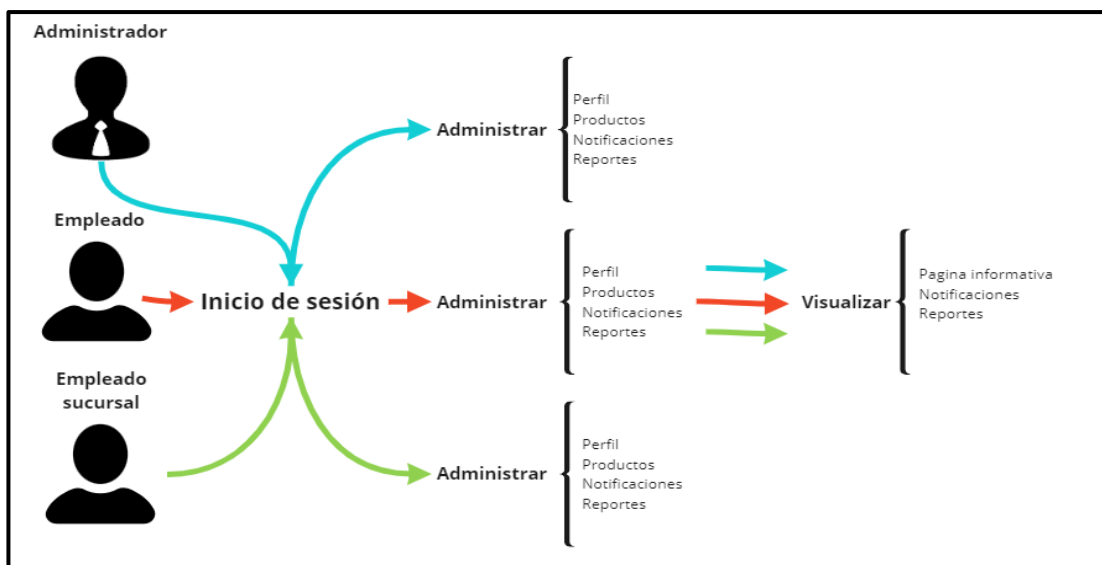 Administrador
Administrar
Perfil
Productos
Notificaciones
Reportes
Empleado
Inicio de sesión
Administrar
Perfil
Productos
Notificaciones
Reportes
Visualizar
Pagina informativa
Notificaciones
Reportes
Empleado
sucursal
Administrar
Perfil
Productos
Notificaciones
Reportes